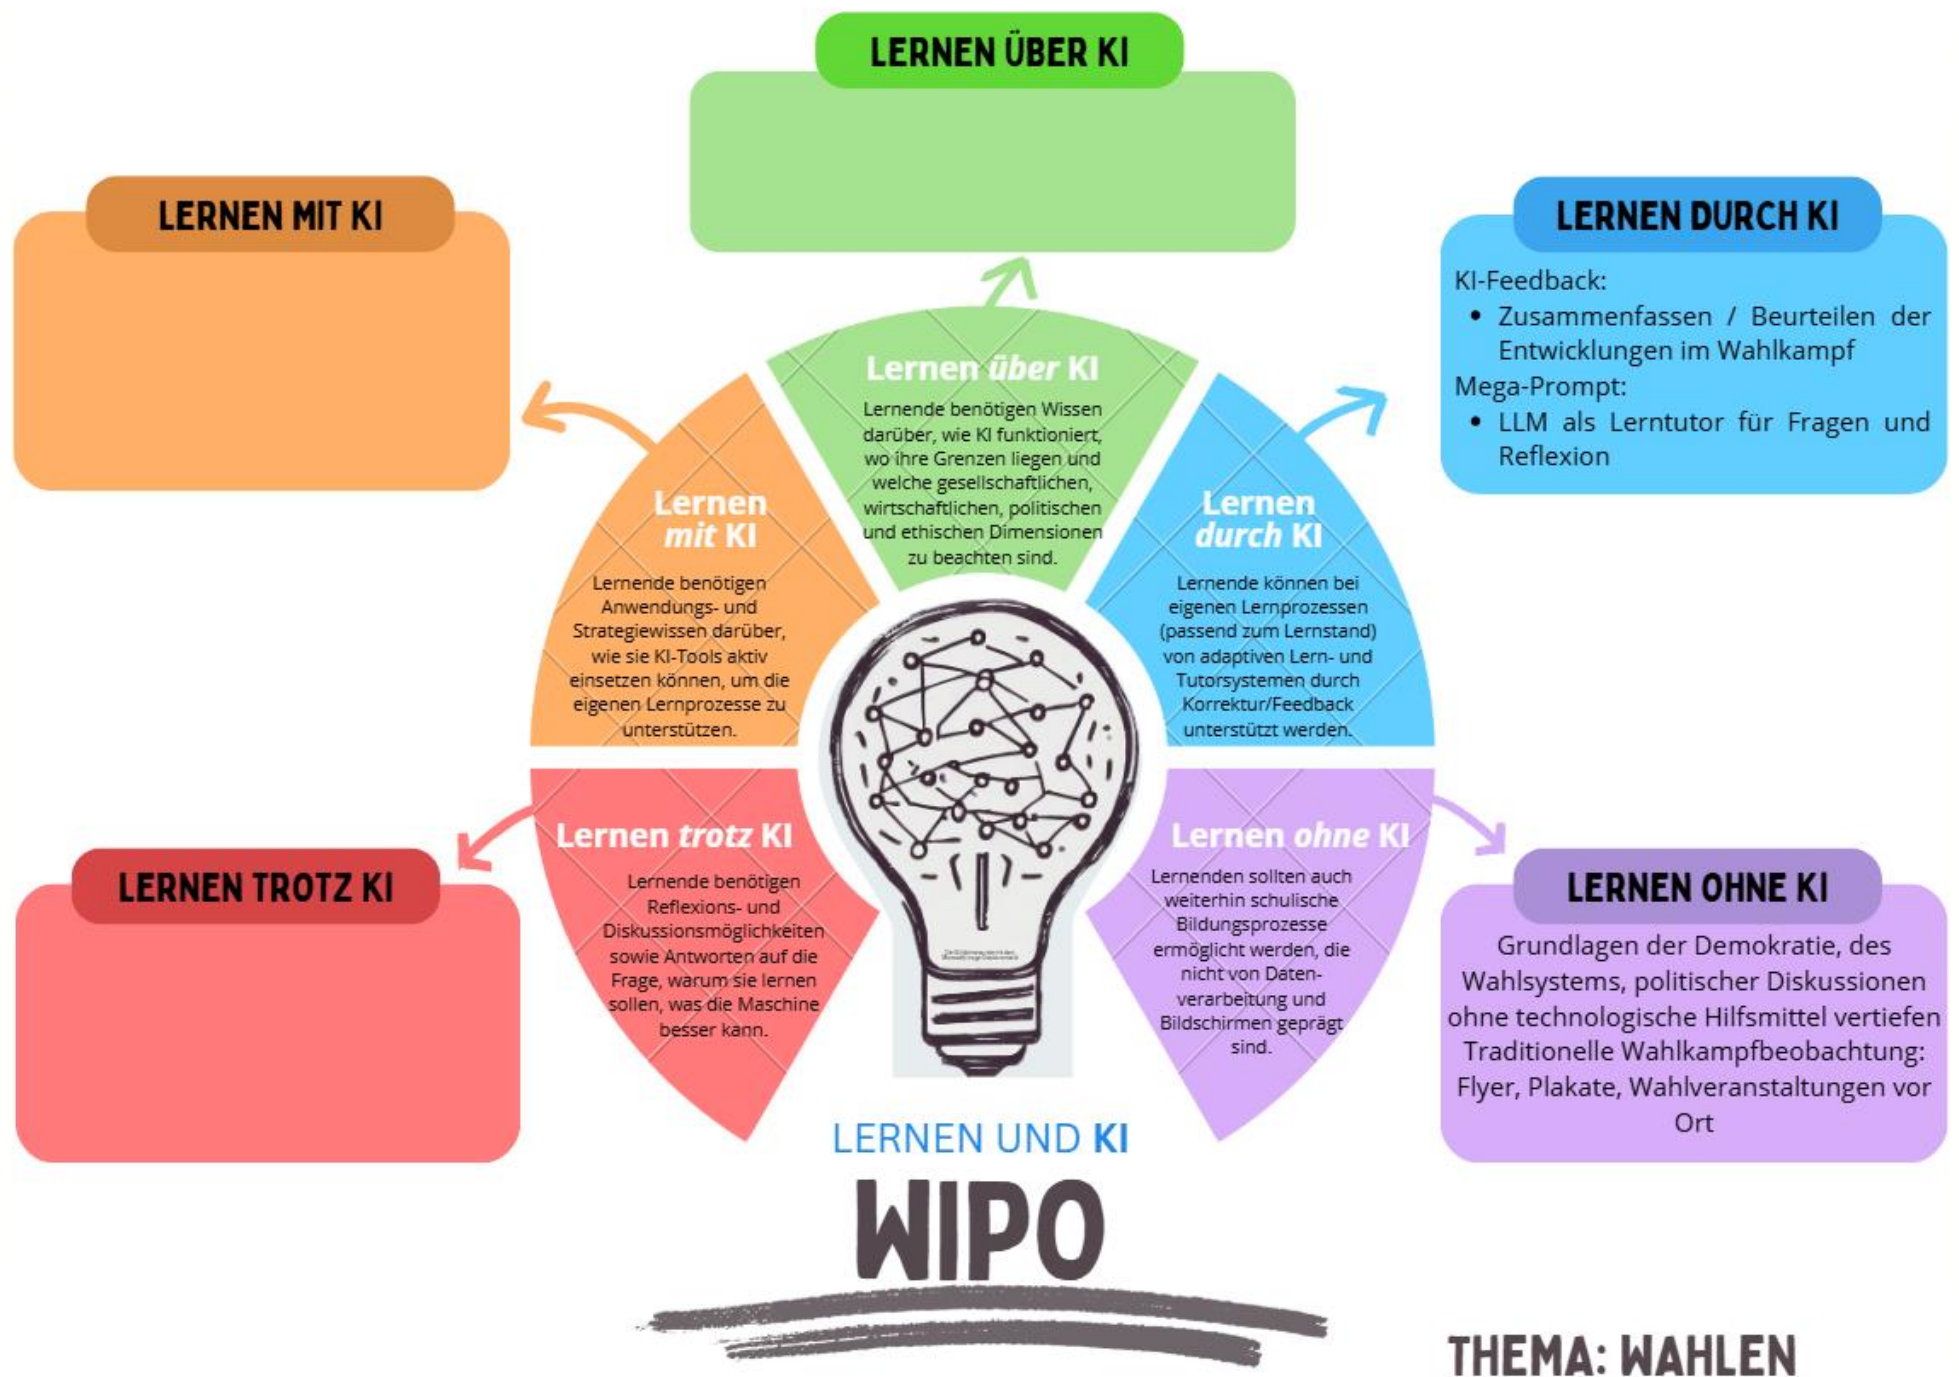 LERNEN ÜBER KI
LERNEN MIT KI
LERNEN DURCH KI
KI-Feedback:
• Zusammenfassen / Beurteilen der
Entwicklungen im Wahlkampf
Mega-Prompt:
• LLM als Lerntutor für Fragen und
Reflexion
Lernen über KI
Lernende benötigen Wissen
darüber, wie KI funktioniert,
wo ihre Grenzen liegen und
welche gesellschaftlichen,
wirtschaftlichen, politischen
und ethischen Dimensionen
zu beachten sind.
Lernen
mit KI
Lernende benötigen
Anwendungs- und
Strategiewissen darüber,
wie sie KI-Tools aktiv
einsetzen können, um die
eigenen Lernprozesse zu
unterstützen.
Lernen
durch KI
Lernende können bei
eigenen Lernprozessen
(passend zum Lernstand)
von adaptiven Lern- und
Tutorsystemen durch
Korrektur/Feedback
unterstützt werden.
Lernen trotz KI
Lernende benötigen
Reflexions- und
Diskussionsmöglichkeiten
sowie Antworten auf die
Frage, warum sie lernen
sollen, was die Maschine
besser kann.
Lernen ohne KI
Lernenden sollten auch
weiterhin schulische
Bildungsprozesse
ermöglicht werden, die
nicht von Daten-
verarbeitung und
Bildschirmen geprägt
sind.
LERNEN TROTZ KI
LERNEN OHNE KI
Grundlagen der Demokratie, des
Wahlsystems, politischer Diskussionen
ohne technologische Hilfsmittel vertiefen
Traditionelle Wahlkampfbeobachtung:
Flyer, Plakate, Wahlveranstaltungen vor
Ort
LERNEN UND KI
WIPO
THEMA: WAHLEN